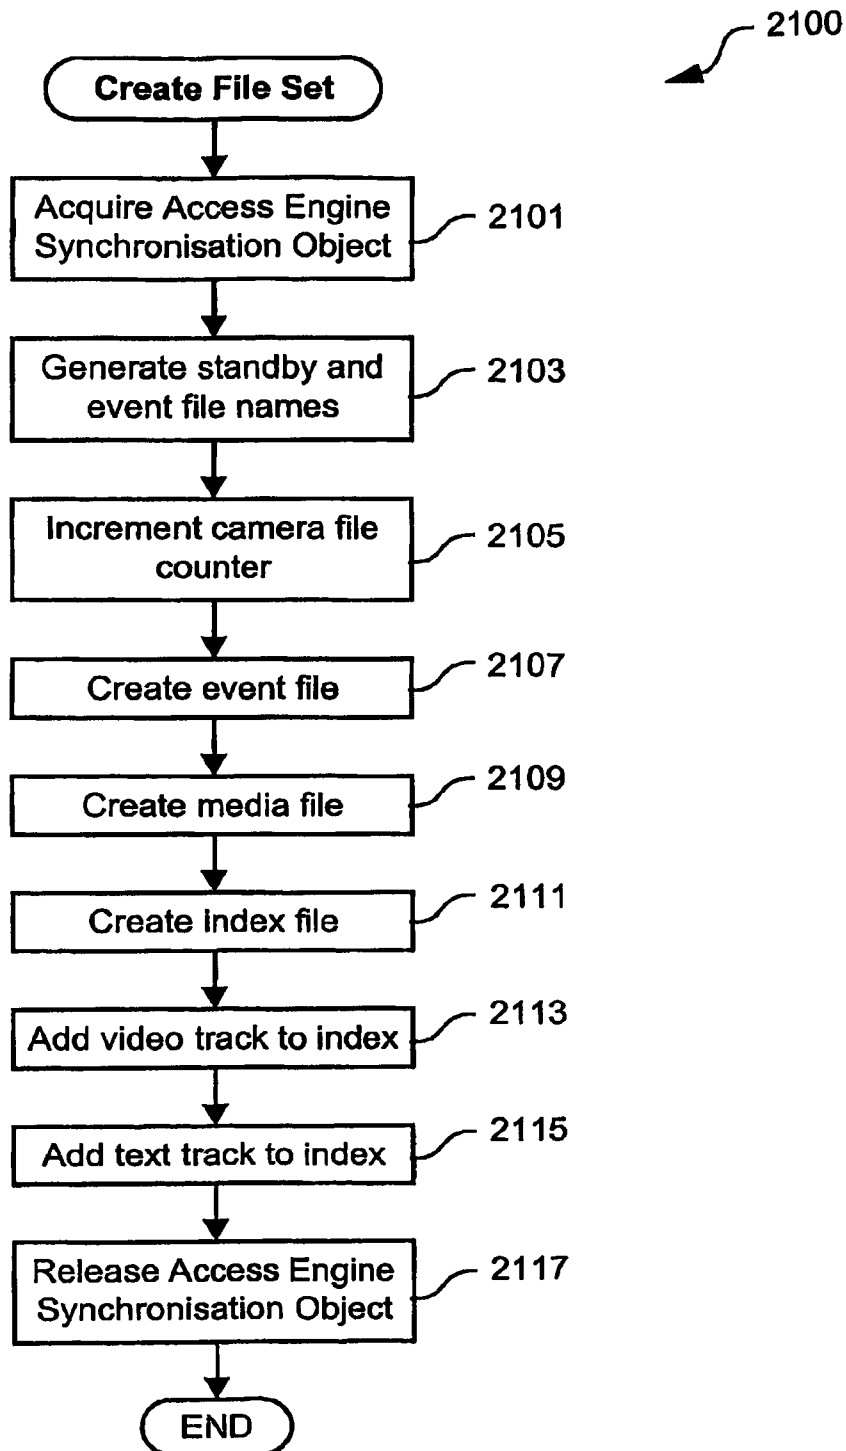 2100
Create File Set
Acquire Access Engine
Synchronisation Object
2101
Generate standby and
event file names
2103
Increment camera file
counter
2105
Create event file
2107
Create media file
2109
Create index file
2111
Add video track to index
2113
Add text track to index
2115
Release Access Engine
Synchronisation Object
2117
END